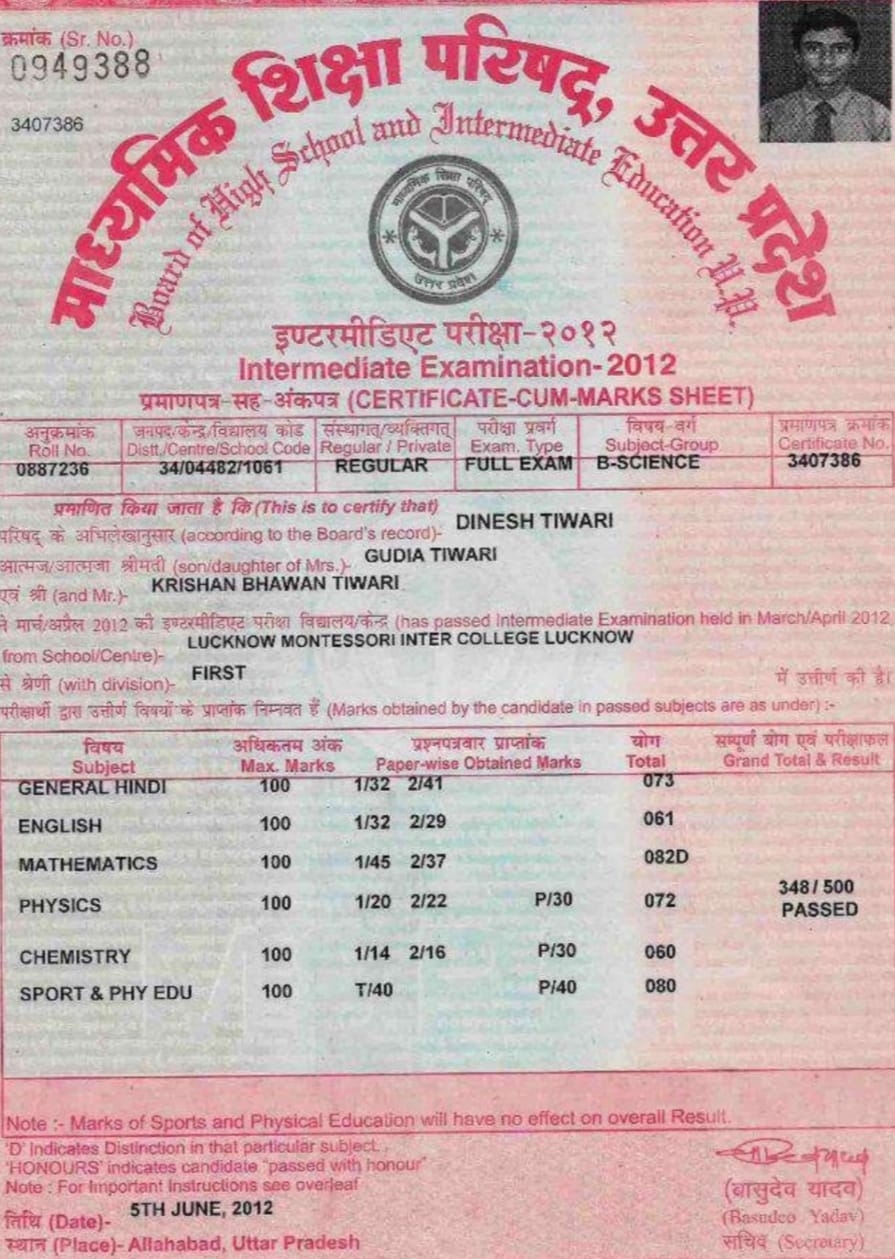 क्रमांक (Sr. No.)
0949388
3407386
माध्यमिक शिक्षा परिषद्, उत्तर प्रदेश
Board of High School and Intermediate Education U.P.
माध्यमिक शिक्षा परिषद्
उत्तर प्रदेश
इण्टरमीडिएट परीक्षा-२०१२
Intermediate Examination-2012
प्रमाणपत्र-सह-अंकपत्र (CERTIFICATE-CUM-MARKS SHEET)
अनुक्रमांक जनपद/केन्द्र/विद्यालय कोड संस्थागत/व्यक्तिगत परीक्षा प्रवर्ग विषय-वर्ग प्रमाणपत्र क्रमांक
Roll No. Distt./Centre/School Code Regular / Private Exam. Type Subject-Group Certificate No.
0887236 34/04482/1061 REGULAR FULL EXAM B-SCIENCE 3407386
प्रमाणित किया जाता है कि (This is to certify that)
परिषद् के अभिलेखानुसार (according to the Board's record)- DINESH TIWARI
आत्मज/आत्मजा श्रीमती (son/daughter of Mrs.)- GUDIA TIWARI
एवं श्री (and Mr.)- KRISHAN BHAWAN TIWARI
ने मार्च/अप्रैल 2012 की इण्टरमीडिएट परीक्षा विद्यालय/केन्द्र (has passed Intermediate Examination held in March/April 2012
from School/Centre)- LUCKNOW MONTESSORI INTER COLLEGE LUCKNOW
से श्रेणी (with division)- FIRST में उत्तीर्ण की है।
परीक्षार्थी द्वारा उत्तीर्ण विषयों के प्राप्तांक निम्नवत हैं (Marks obtained by the candidate in passed subjects are as under) :-
विषय अधिकतम अंक प्रश्नपत्रवार प्राप्तांक योग सम्पूर्ण योग एवं परीक्षाफल
Subject Max. Marks Paper-wise Obtained Marks Total Grand Total & Result
GENERAL HINDI 100 1/32 2/41 073
ENGLISH 100 1/32 2/29 061
MATHEMATICS 100 1/45 2/37 082D
PHYSICS 100 1/20 2/22 P/30 072 348/500
PASSED
CHEMISTRY 100 1/14 2/16 P/30 060
SPORT & PHY EDU 100 T/40 P/40 080
Note :- Marks of Sports and Physical Education will have no effect on overall Result.
'D' Indicates Distinction in that particular subject.
'HONOURS' indicates candidate "passed with honour"
Note : For Important Instructions see overleaf
तिथि (Date)- 5TH JUNE, 2012
स्थान (Place)- Allahabad, Uttar Pradesh
(बासुदेव यादव)
(Basudeo Yadav)
सचिव (Secretary)